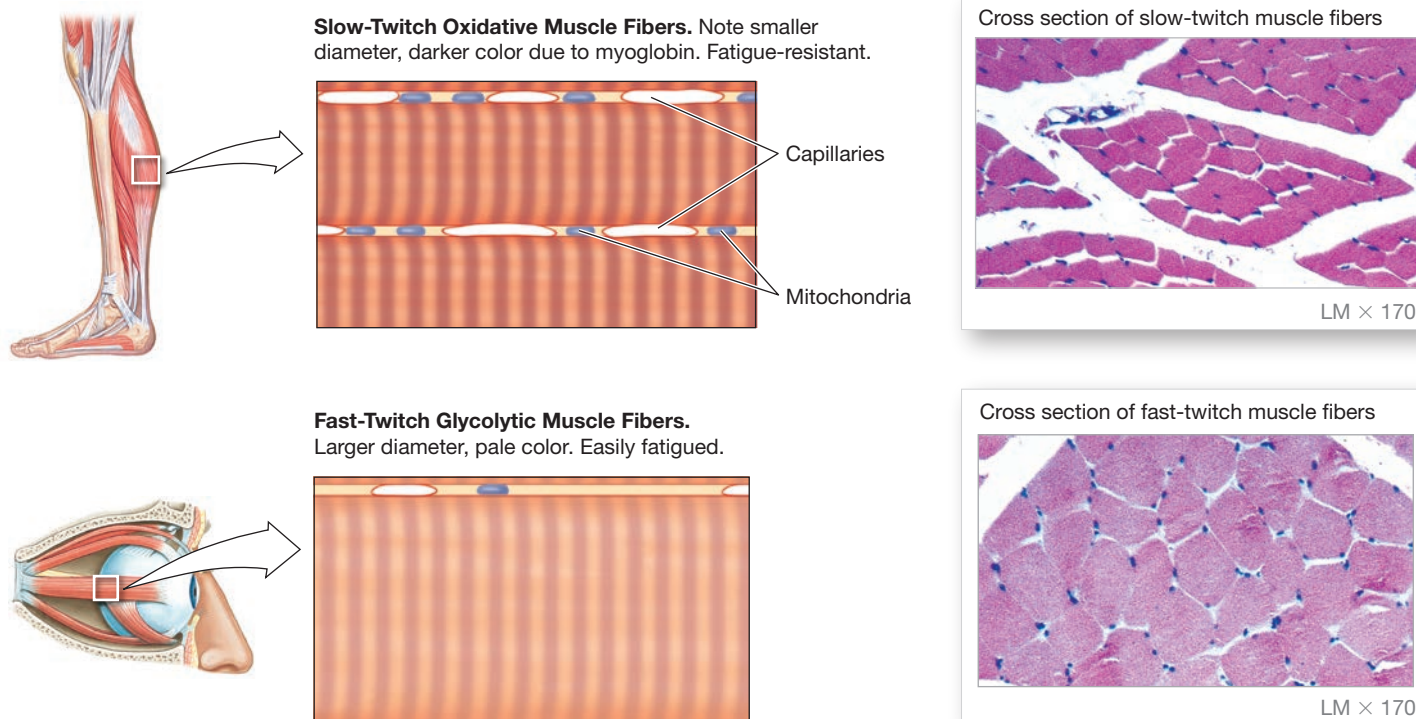 Slow-Twitch Oxidative Muscle Fibers. Note smaller
diameter, darker color due to myoglobin. Fatigue-resistant.
Capillaries
Mitochondria
Cross section of slow-twitch muscle fibers
LM × 170
Fast-Twitch Glycolytic Muscle Fibers.
Larger diameter, pale color. Easily fatigued.
Cross section of fast-twitch muscle fibers
LM × 170